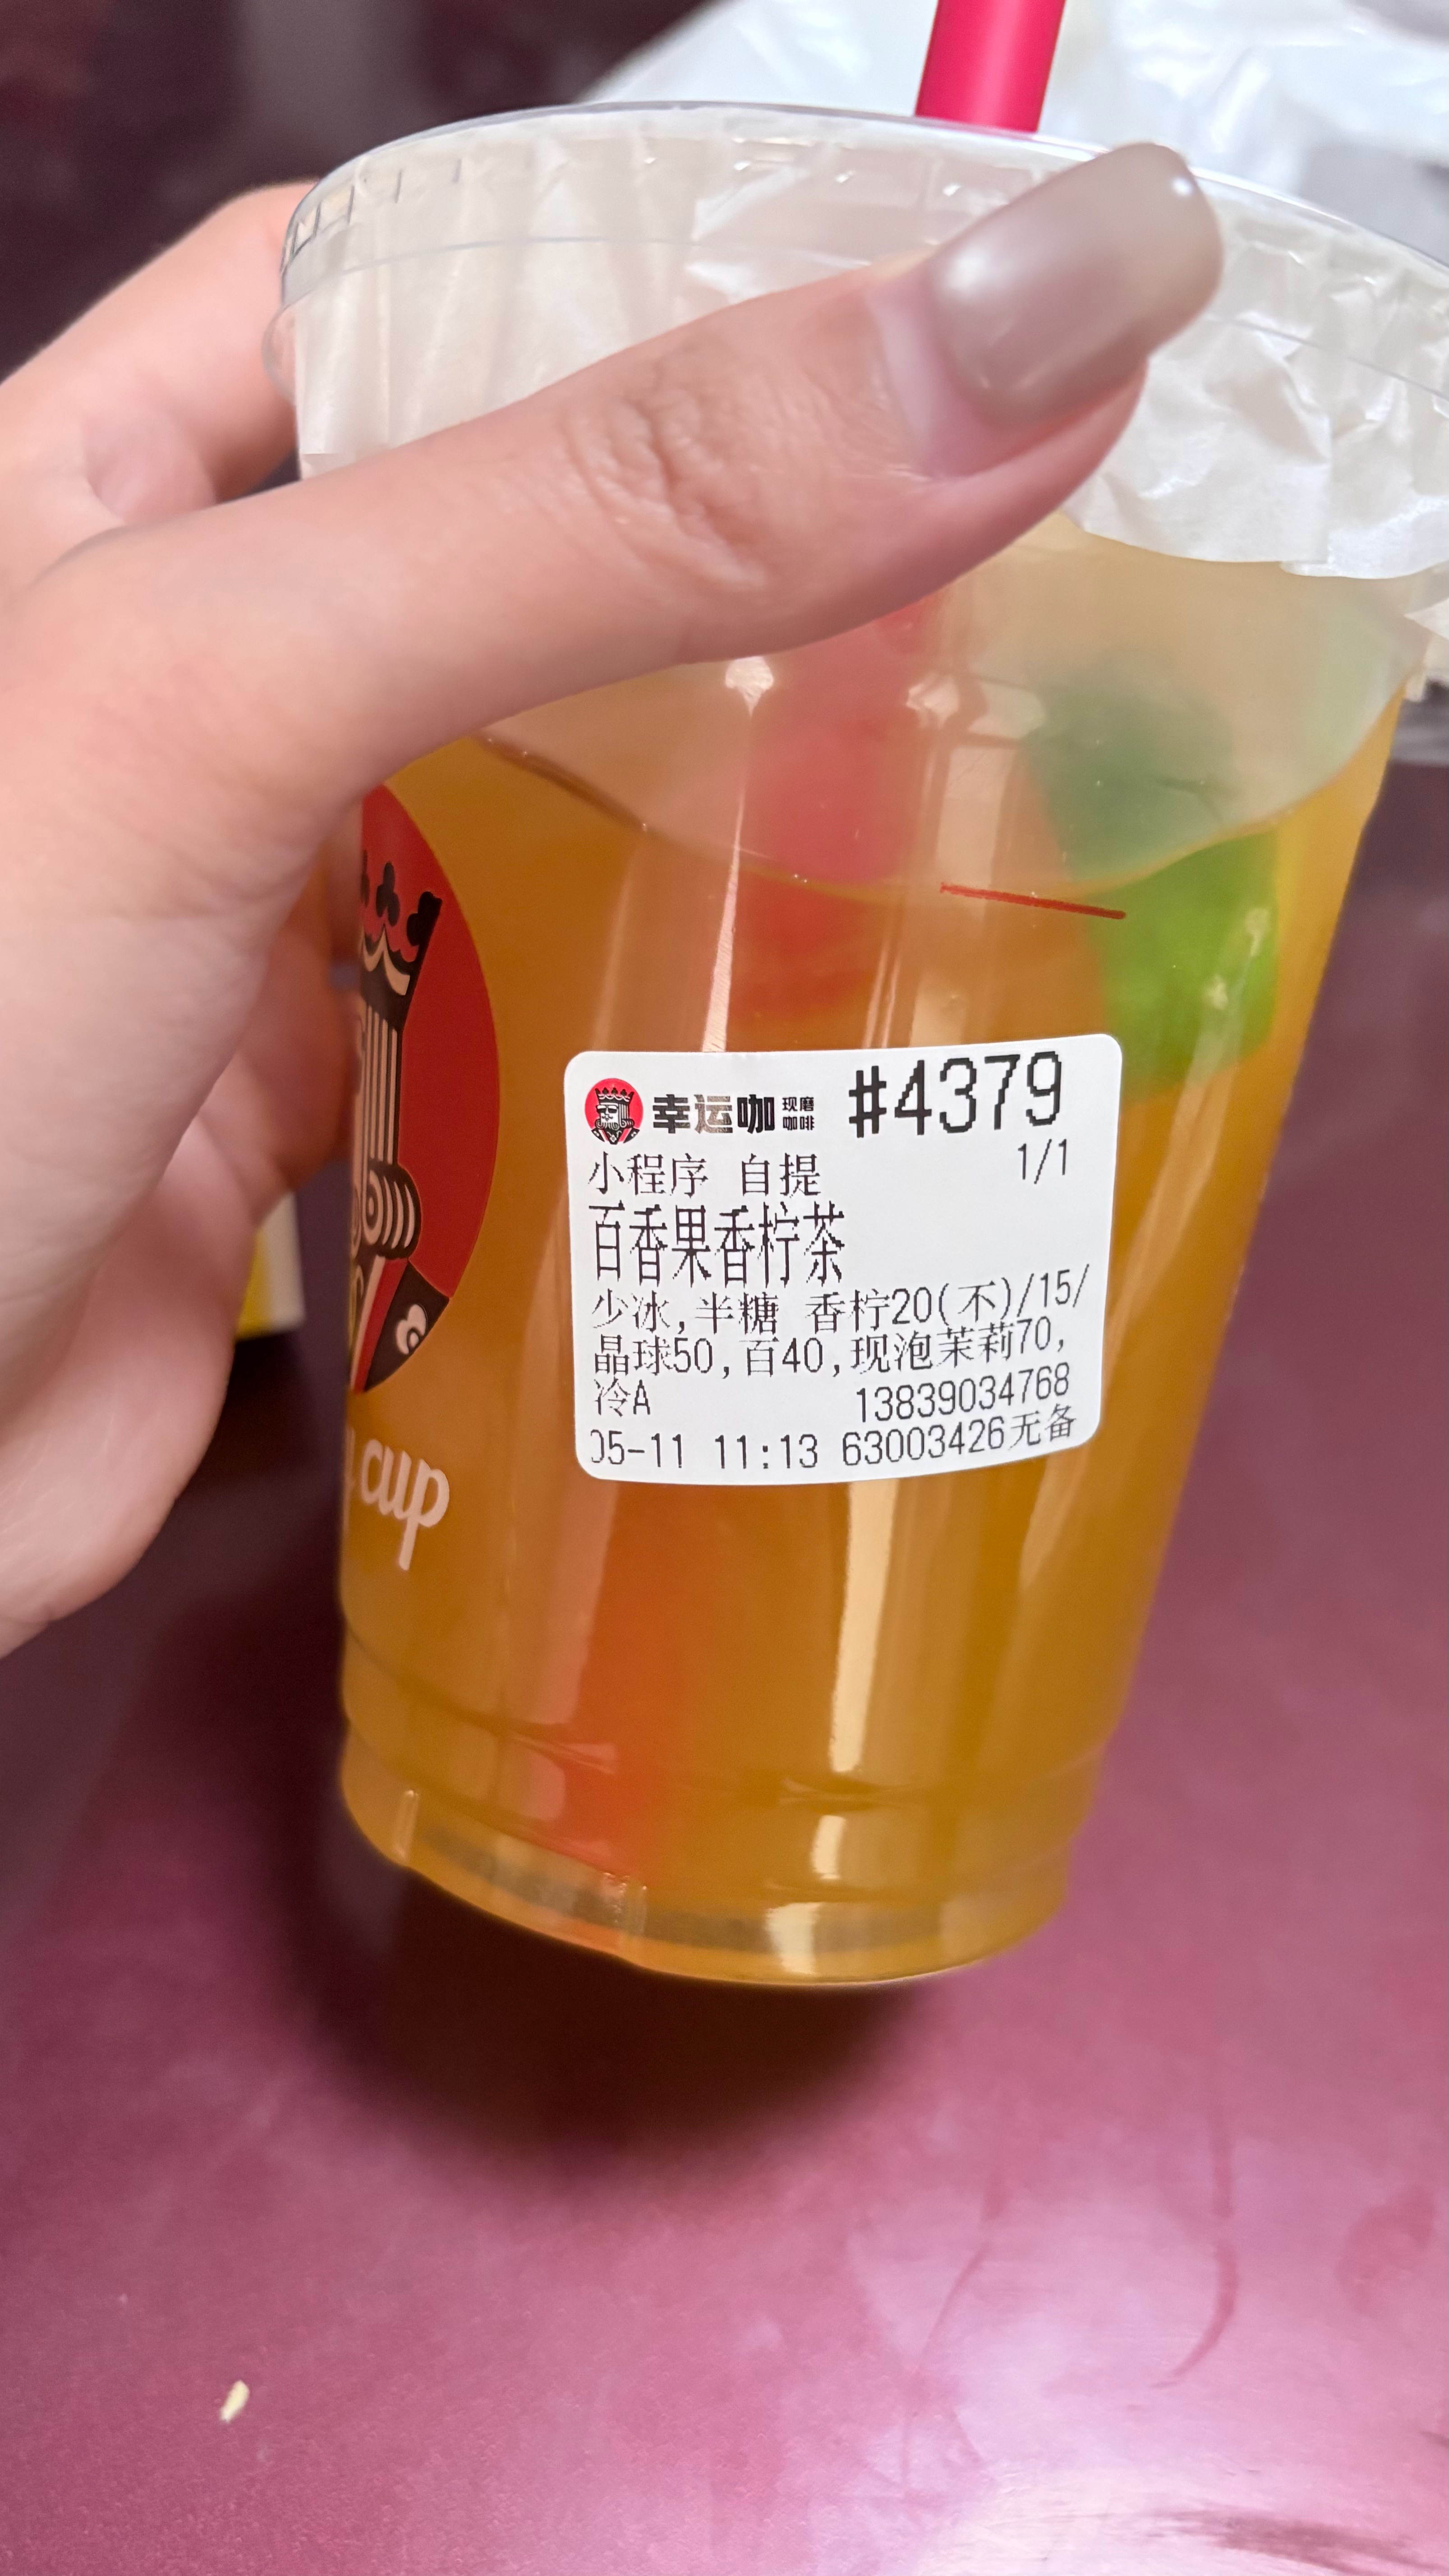 幸运咖 现磨咖啡 #4379
1/1
小程序 自提
百香果香柠茶
少冰,半糖 香柠20(不)/15/
晶球50,百40,现泡茉莉70,
冷A 13839034768
05-11 11:13 63003426无备
cup